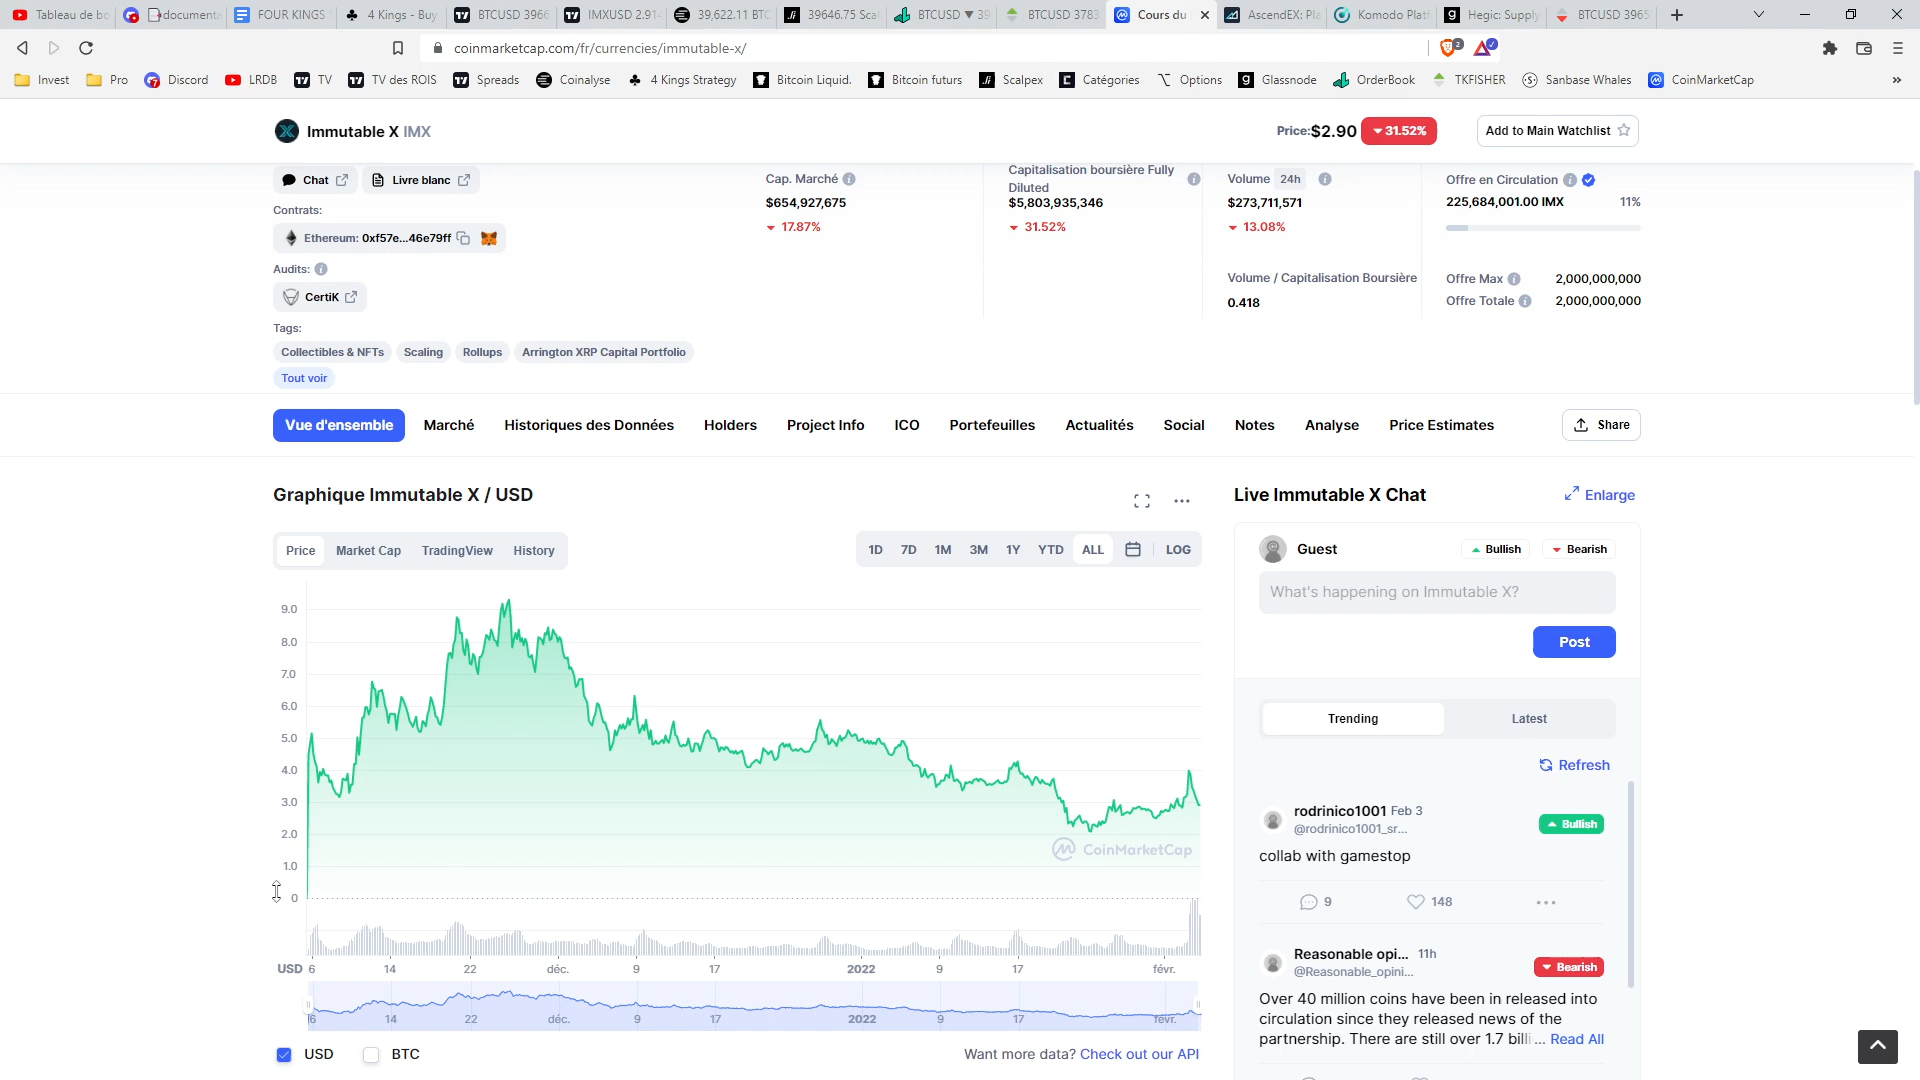 Tableau de bo
documenta
FOUR KINGS
4 Kings - Buy
BTCUSD 3966
IMXUSD 2.914
39,622.11 BTC
39646.75 Scal
BTCUSD ▼ 39
BTCUSD 3783
Cours du
AscendEX: Pla
Komodo Platf
Hegic: Supply
BTCUSD 3965
coinmarketcap.com/fr/currencies/immutable-x/
2
Invest
Pro
Discord
LRDB
TV
TV des ROIS
Spreads
Coinalyse
4 Kings Strategy
Bitcoin Liquid.
Bitcoin futurs
Scalpex
Catégories
Options
Glassnode
OrderBook
TKFISHER
Sanbase Whales
CoinMarketCap
Immutable X IMX
Price:$2.90 31.52%
Add to Main Watchlist
Chat
Livre blanc
Contrats:
Ethereum: 0xf57e...46e79ff
Audits:
CertiK
Tags:
Collectibles & NFTs
Scaling
Rollups
Arrington XRP Capital Portfolio
Tout voir
Cap. Marché
$654,927,675
17.87%
Capitalisation boursière Fully
Diluted
$5,803,935,346
31.52%
Volume 24h
$273,711,571
13.08%
Volume / Capitalisation Boursière
0.418
Offre en Circulation
225,684,001.00 IMX 11%
Offre Max 2,000,000,000
Offre Totale 2,000,000,000
Vue d'ensemble
Marché
Historiques des Données
Holders
Project Info
ICO
Portefeuilles
Actualités
Social
Notes
Analyse
Price Estimates
Share
Graphique Immutable X / USD
Price
Market Cap
TradingView
History
1D
7D
1M
3M
1Y
YTD
ALL
LOG
9.0
8.0
7.0
6.0
5.0
4.0
3.0
2.0
1.0
0
CoinMarketCap
USD 6 14 22 déc. 9 17 2022 9 17 févr.
6 14 22 déc. 9 17 2022 9 17 févr.
USD
BTC
Want more data? Check out our API
Live Immutable X Chat
Enlarge
Guest
Bullish
Bearish
What's happening on Immutable X?
Post
Trending
Latest
Refresh
rodrinico1001 Feb 3
@rodrinico1001_sr...
Bullish
collab with gamestop
9
148
Reasonable opi... 11h
@Reasonable_opini...
Bearish
Over 40 million coins have been in released into
circulation since they released news of the
partnership. There are still over 1.7 billi... Read All